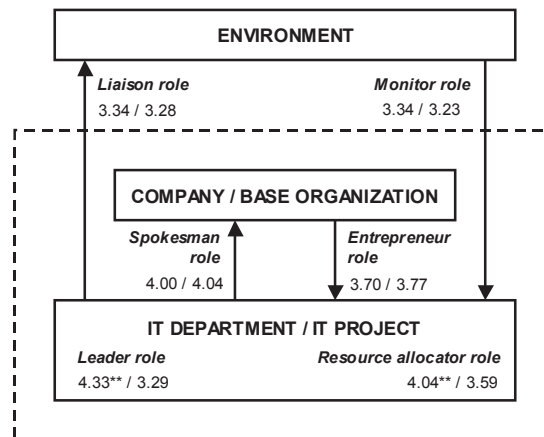 ENVIRONMENT
Liaison role
3.34 / 3.28
Monitor role
3.34 / 3.23
COMPANY / BASE ORGANIZATION
Spokesman
role
4.00 / 4.04
Entrepreneur
role
3.70 / 3.77
IT DEPARTMENT / IT PROJECT
Leader role
4.33** / 3.29
Resource allocator role
4.04** / 3.59